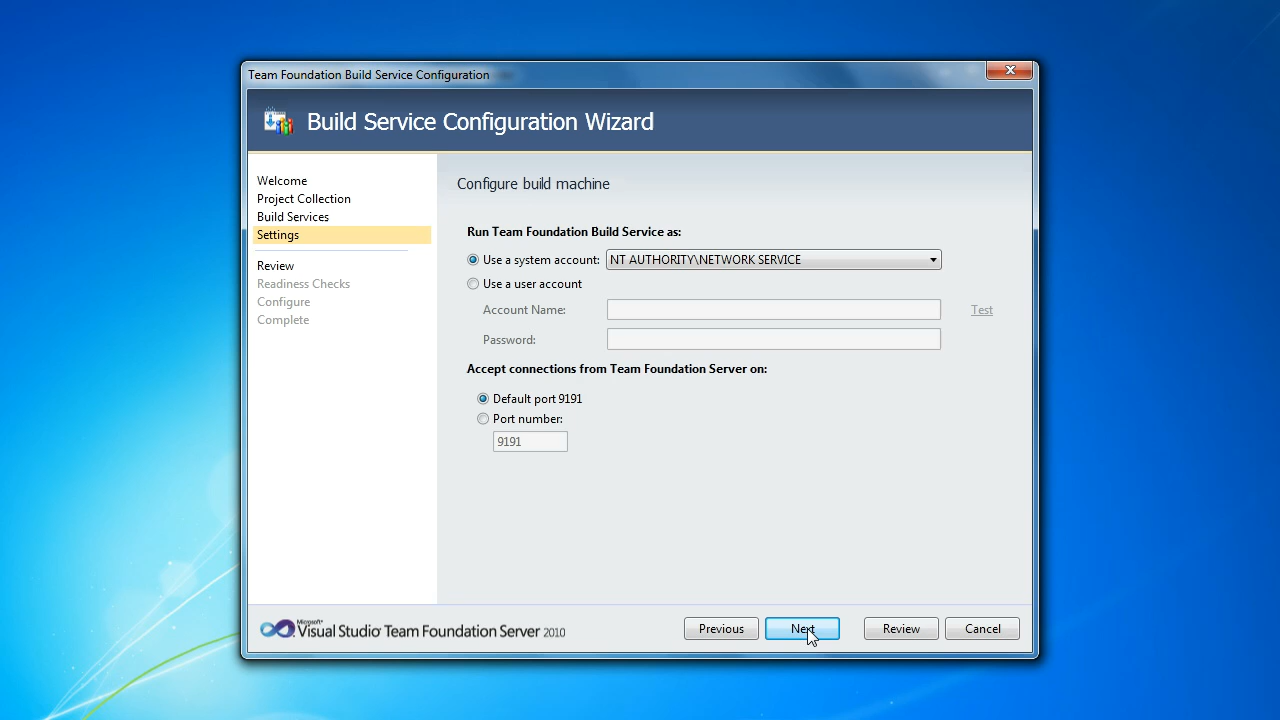 Team Foundation Build Service Configuration
Build Service Configuration Wizard
Welcome
Project Collection
Build Services
Settings
Review
Readiness Checks
Configure
Complete
Configure build machine
Run Team Foundation Build Service as:
Use a system account: NT AUTHORITY\NETWORK SERVICE
Use a user account
Account Name: Test
Password:
Accept connections from Team Foundation Server on:
Default port 9191
Port number:
9191
Microsoft®
Visual Studio® Team Foundation Server 2010
Previous Next Review Cancel